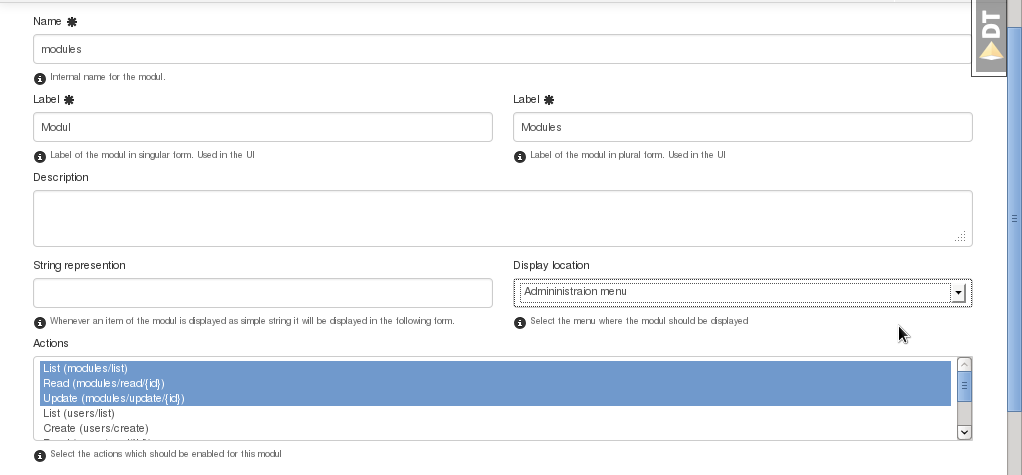 Name ✱
modules
Internal name for the modul.
Label ✱
Label ✱
Modul
Modules
Label of the modul in singular form. Used in the UI
Label of the modul in plural form. Used in the UI
Description
String represention
Display location
Admininistraion menu
Whenever an item of the modul is displayed as simple string it will be displayed in the following form.
Select the menu where the modul should be displayed
Actions
List (modules/list)
Read (modules/read/{id})
Update (modules/update/{id})
List (users/list)
Create (users/create)
Select the actions which should be enabled for this modul
DT